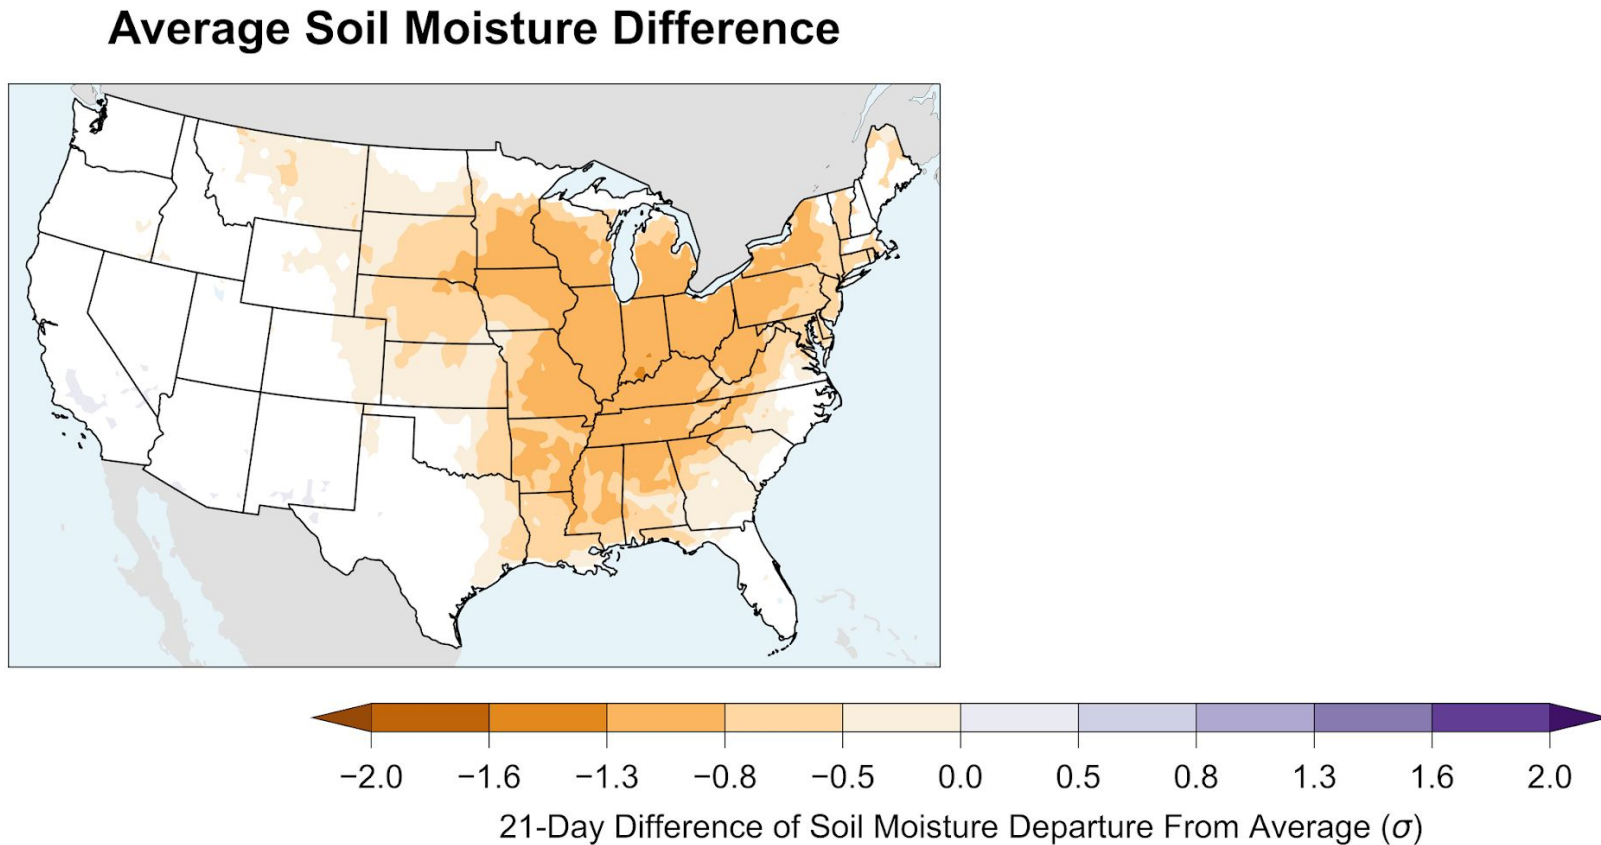 Average Soil Moisture Difference
−2.0 −1.6 −1.3 −0.8 −0.5 0.0 0.5 0.8 1.3 1.6 2.0
21-Day Difference of Soil Moisture Departure From Average (σ)